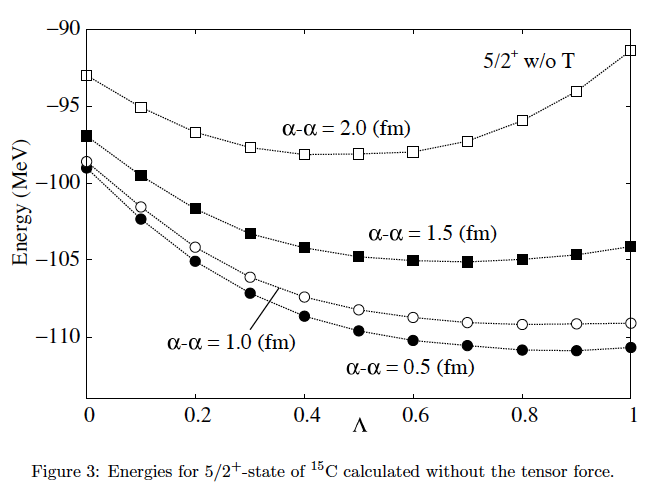 −90
5/2⁺ w/o T
−95
α-α = 2.0 (fm)
−100
Energy (MeV)
α-α = 1.5 (fm)
−105
−110
α-α = 1.0 (fm)
α-α = 0.5 (fm)
0 0.2 0.4 0.6 0.8 1
Λ
Figure 3: Energies for 5/2⁺-state of ¹⁵C calculated without the tensor force.